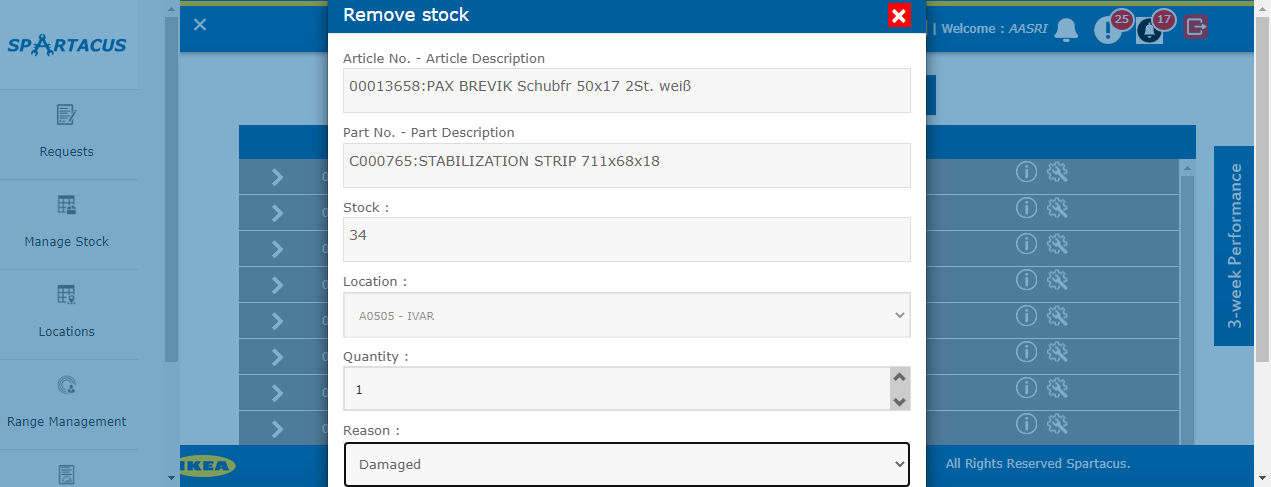 Remove stock
SPARTACUS
| Welcome : AASRI
25
17
Article No. - Article Description
00013658:PAX BREVIK Schubfr 50x17 2St. weiß
Part No. - Part Description
C000765:STABILIZATION STRIP 711x68x18
Stock :
34
Location :
A0505 - IVAR
Quantity :
1
Reason :
Damaged
Requests
Manage Stock
Locations
Range Management
3-week Performance
IKEA
All Rights Reserved Spartacus.